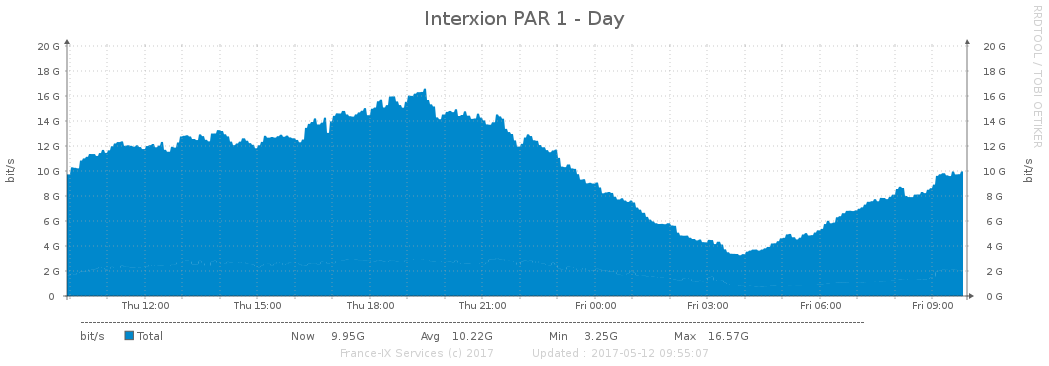 Interxion PAR 1 - Day
RRDTOOL / TOBI OETIKER
bit/s
bit/s
20 G 20 G
18 G 18 G
16 G 16 G
14 G 14 G
12 G 12 G
10 G 10 G
8 G 8 G
6 G 6 G
4 G 4 G
2 G 2 G
0 0 G
Thu 12:00 Thu 15:00 Thu 18:00 Thu 21:00 Fri 00:00 Fri 03:00 Fri 06:00 Fri 09:00
bit/s Total Now 9.95G Avg 10.22G Min 3.25G Max 16.57G
France-IX Services (c) 2017 Updated : 2017-05-12 09:55:07